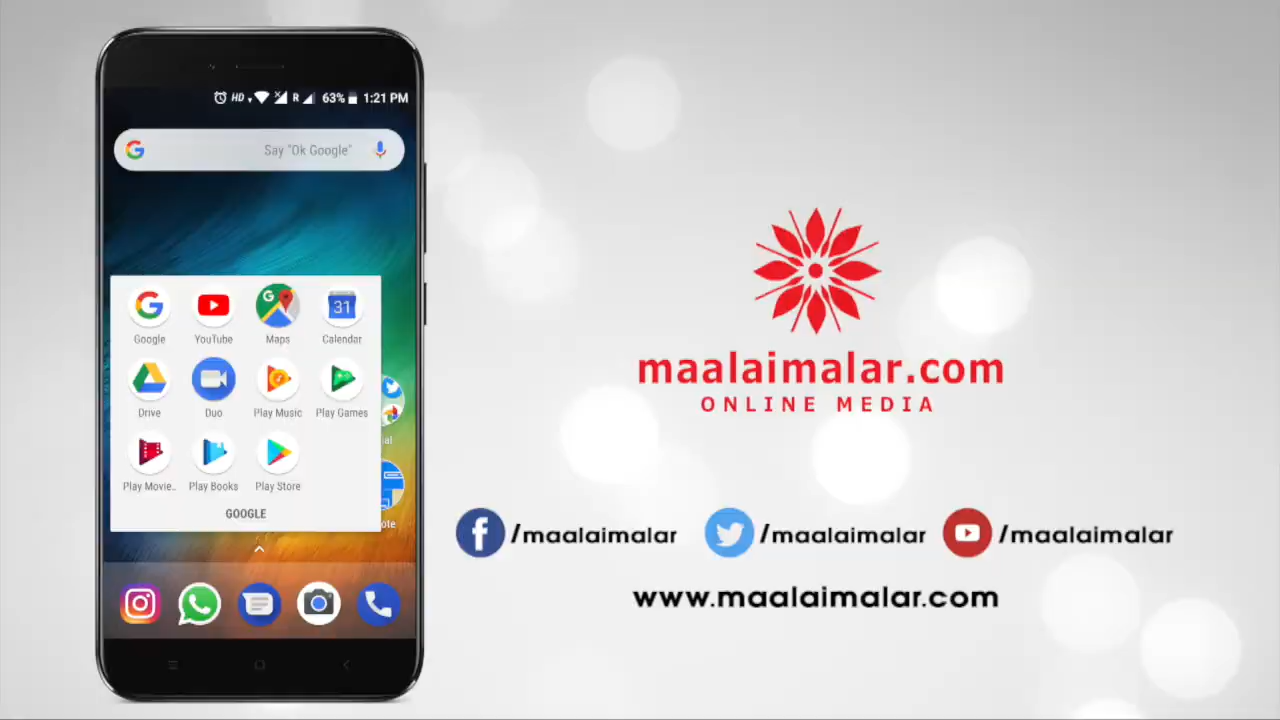 HD R 63% 1:21 PM
G Say "Ok Google"
G
G
31
Google YouTube Maps Calendar
Drive Duo Play Music Play Games
Play Movie.. Play Books Play Store
GOOGLE
maalaimalar.com
ONLINE MEDIA
f /maalaimalar /maalaimalar /maalaimalar
www.maalaimalar.com